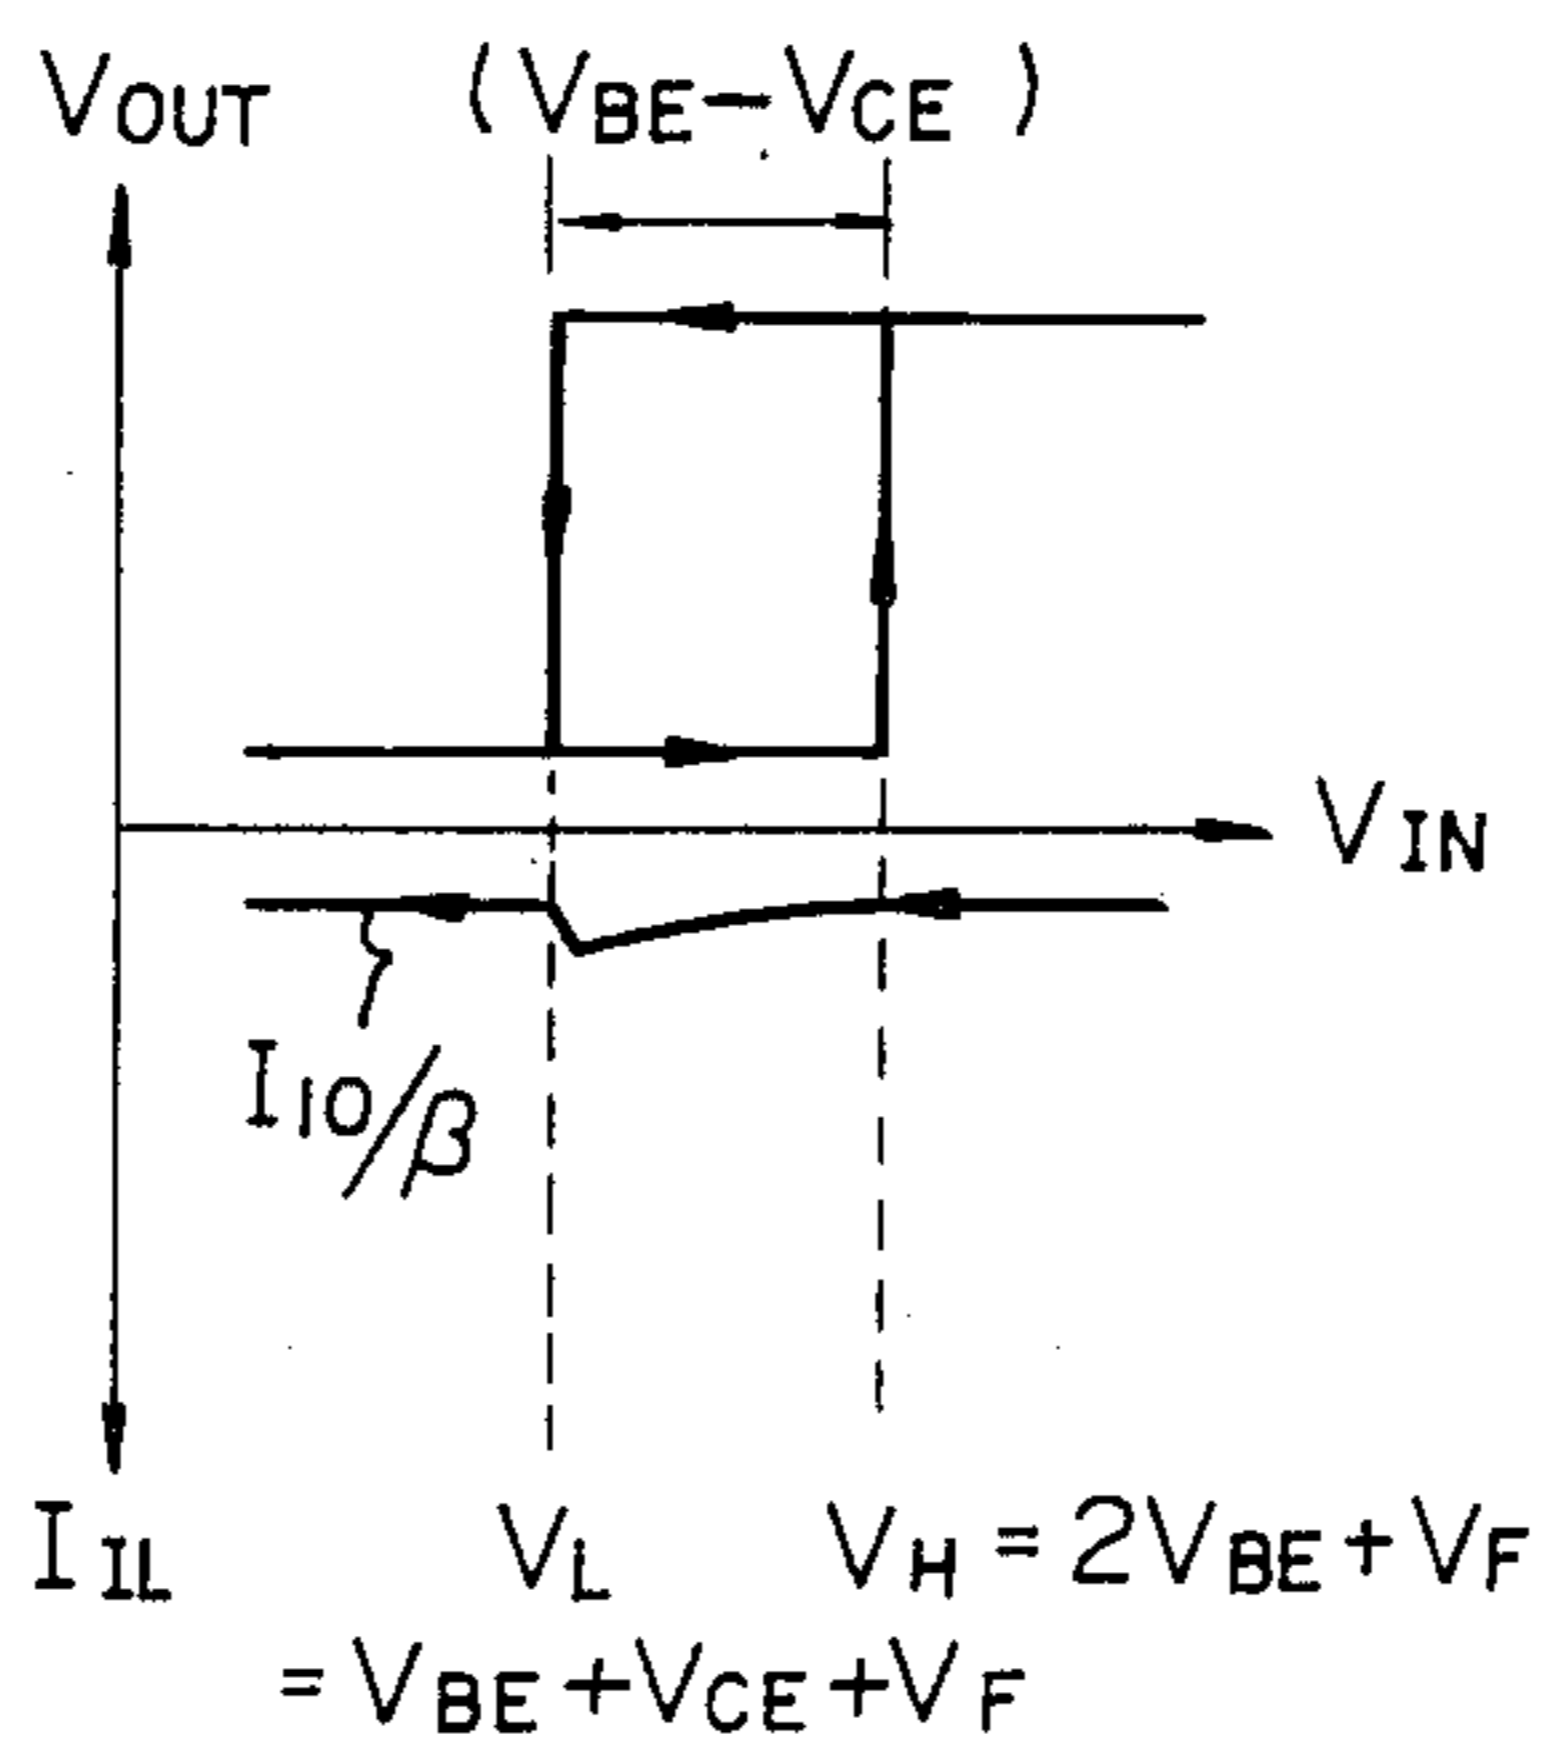 VOUT (VBE-VCE)
VIN
I10/β
IIL VL VH = 2VBE+VF
= VBE+VCE+VF